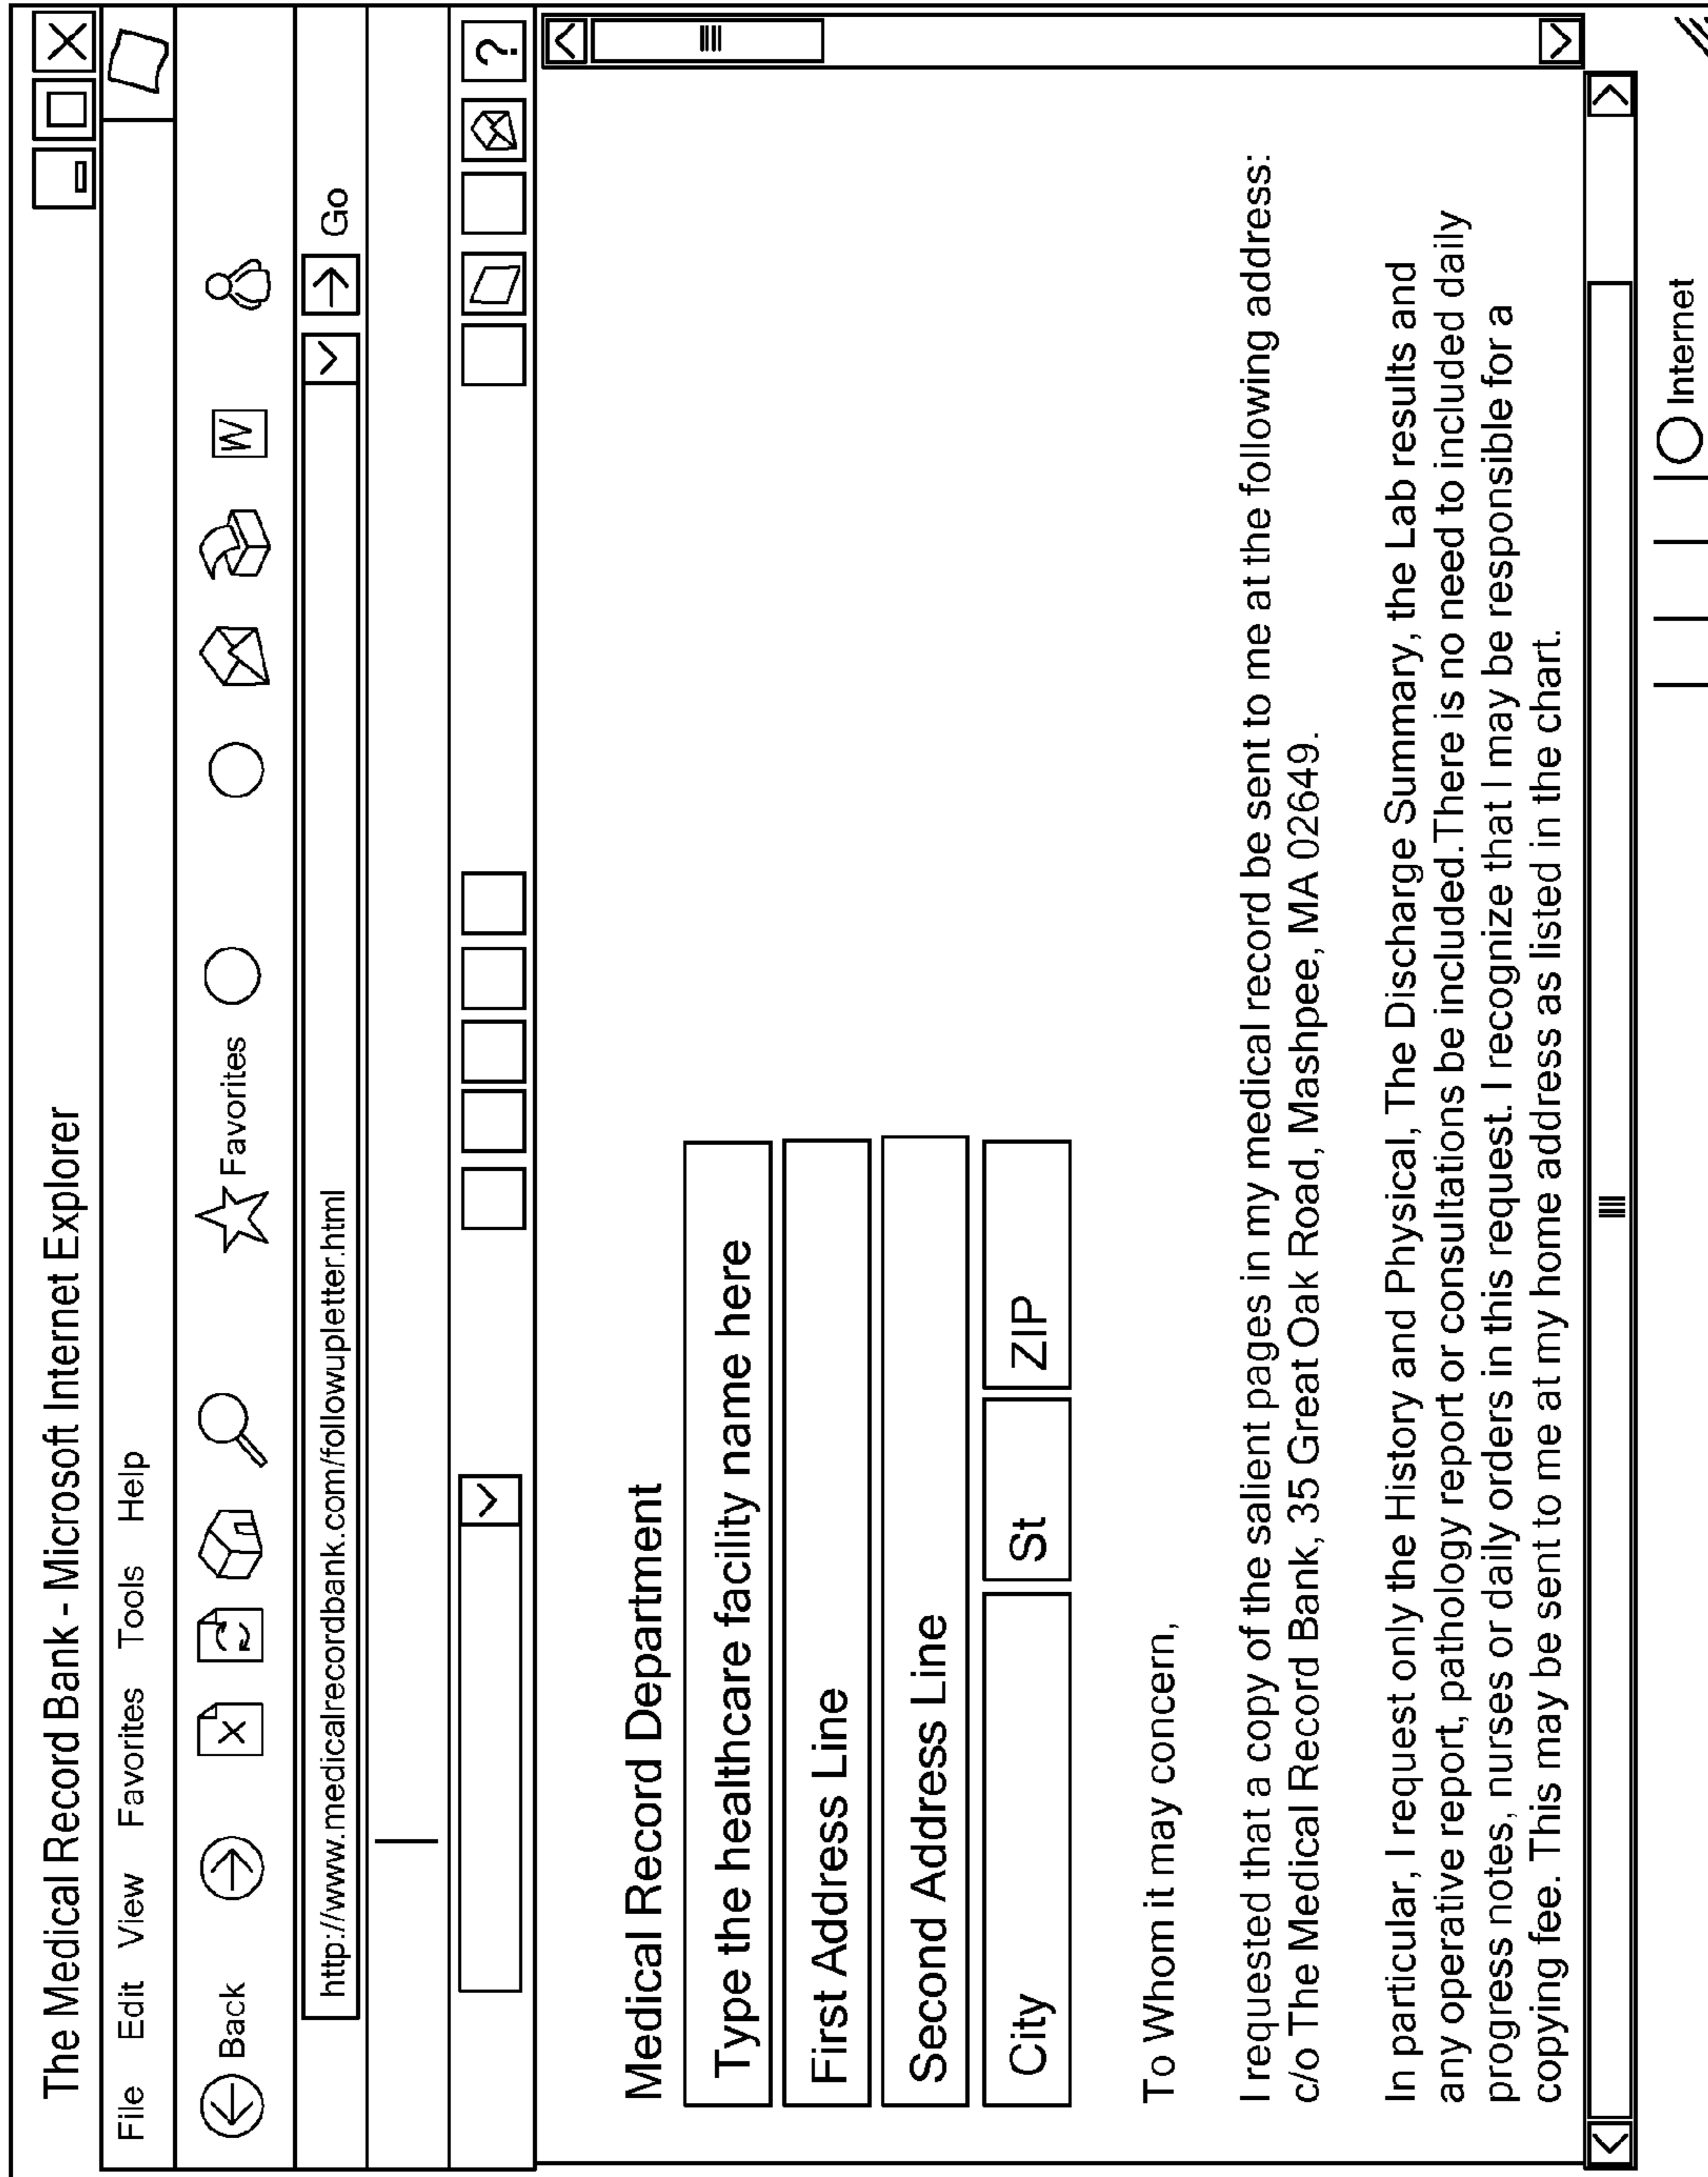 The Medical Record Bank - Microsoft Internet Explorer
File Edit View Favorites Tools Help
Back Favorites W
http://www.medicalrecordbank.com/followupletter.html Go
?
Medical Record Department
Type the healthcare facility name here
First Address Line
Second Address Line
City St ZIP
To Whom it may concern,
I requested that a copy of the salient pages in my medical record be sent to me at the following address:
c/o The Medical Record Bank, 35 Great Oak Road, Mashpee, MA 02649.
In particular, I request only the History and Physical, The Discharge Summary, the Lab results and
any operative report, pathology report or consultations be included.There is no need to included daily
progress notes, nurses or daily orders in this request. I recognize that I may be responsible for a
copying fee. This may be sent to me at my home address as listed in the chart.
Internet